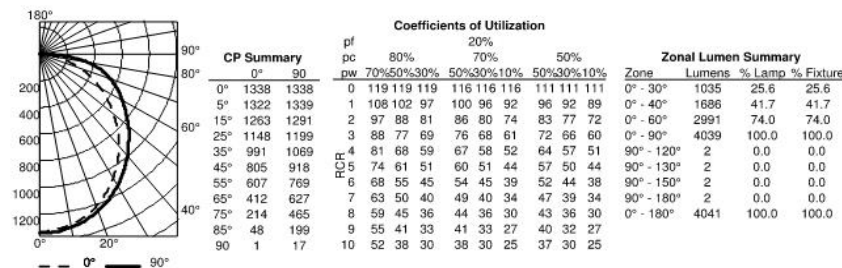 180°
90°
80°
60°
40°
200
400
600
800
1000
1200
0° 20°
0° 90°
CP Summary
0° 90
0° 1338 1338
5° 1322 1339
15° 1263 1291
25° 1148 1199
35° 991 1069
45° 805 918
55° 607 769
65° 412 627
75° 214 465
85° 48 199
90 1 17
Coefficients of Utilization
pf 20%
pc 80% 70% 50%
pw 70%50%30% 50%30%10% 50%30%10%
RCR
0 119 119 119 116 116 116 111 111 111
1 108 102 97 100 96 92 96 92 89
2 97 88 81 86 80 74 83 77 72
3 88 77 69 76 68 61 72 66 60
4 81 68 59 67 58 52 64 57 51
5 74 61 51 60 51 44 57 50 44
6 68 55 45 54 45 39 52 44 38
7 63 50 40 49 40 34 47 39 34
8 59 45 36 44 36 30 43 36 30
9 55 41 33 41 33 27 40 32 27
10 52 38 30 38 30 25 37 30 25
Zonal Lumen Summary
Zone Lumens % Lamp % Fixture
0° - 30° 1035 25.6 25.6
0° - 40° 1686 41.7 41.7
0° - 60° 2991 74.0 74.0
0° - 90° 4039 100.0 100.0
90° - 120° 2 0.0 0.0
90° - 130° 2 0.0 0.0
90° - 150° 2 0.0 0.0
90° - 180° 2 0.0 0.0
0° - 180° 4041 100.0 100.0